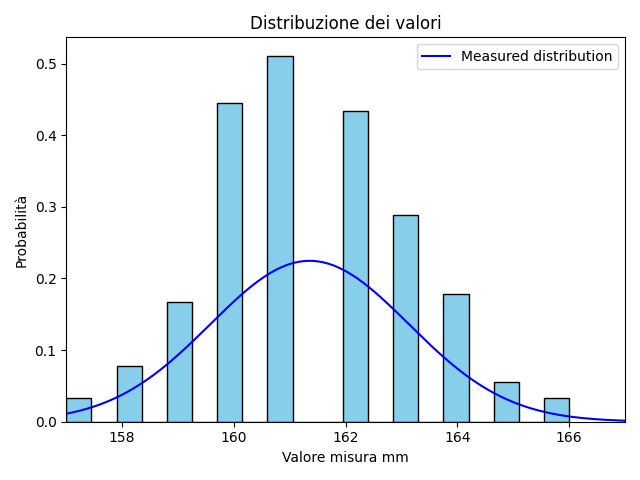 Distribuzione dei valori
Measured distribution
Probabilità
0.5
0.4
0.3
0.2
0.1
0.0
158 160 162 164 166
Valore misura mm